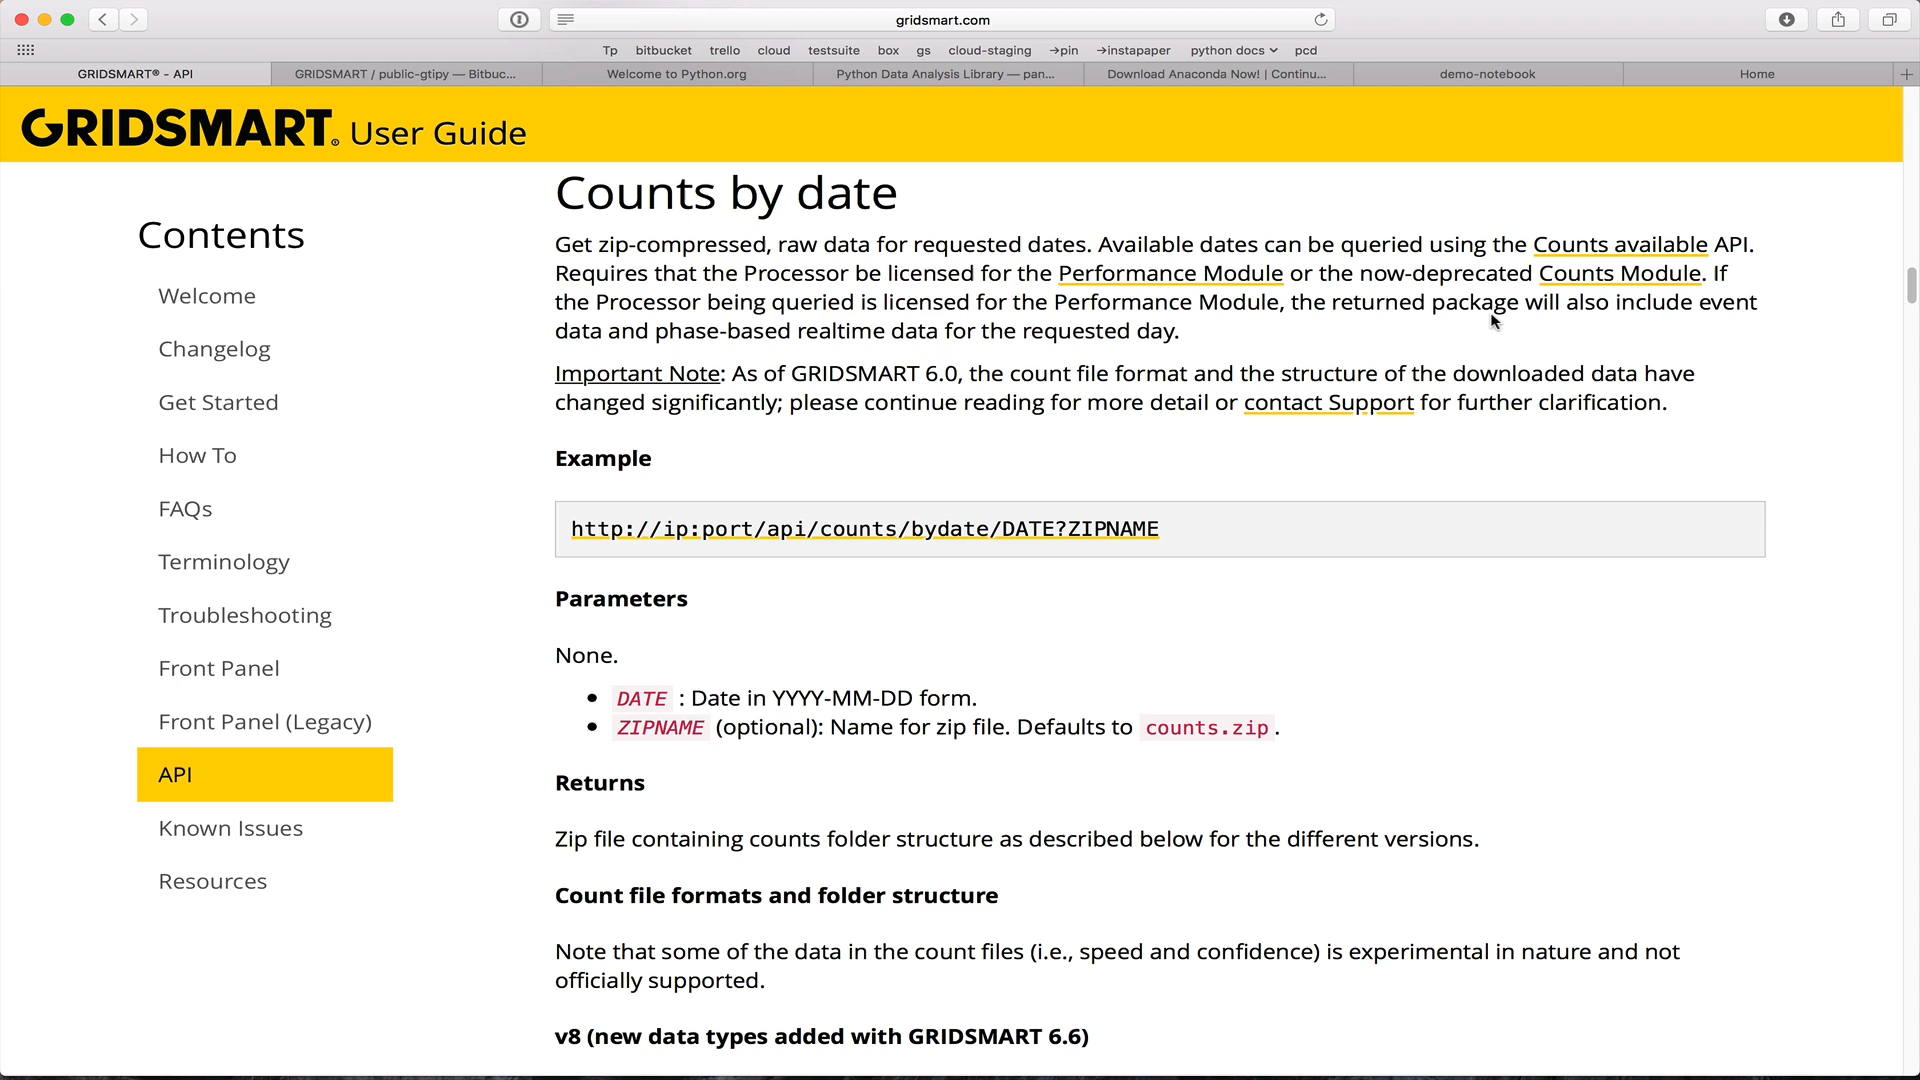 gridsmart.com
Tp bitbucket trello cloud testsuite box gs cloud-staging →pin →instapaper python docs pcd
GRIDSMART® - API GRIDSMART / public-gtipy — Bitbuc... Welcome to Python.org Python Data Analysis Library — pan... Download Anaconda Now! | Continu... demo-notebook Home
GRIDSMART® User Guide
Contents
Welcome
Changelog
Get Started
How To
FAQs
Terminology
Troubleshooting
Front Panel
Front Panel (Legacy)
API
Known Issues
Resources
Counts by date
Get zip-compressed, raw data for requested dates. Available dates can be queried using the Counts available API.
Requires that the Processor be licensed for the Performance Module or the now-deprecated Counts Module. If
the Processor being queried is licensed for the Performance Module, the returned package will also include event
data and phase-based realtime data for the requested day.
Important Note: As of GRIDSMART 6.0, the count file format and the structure of the downloaded data have
changed significantly; please continue reading for more detail or contact Support for further clarification.
Example
http://ip:port/api/counts/bydate/DATE?ZIPNAME
Parameters
None.
• DATE : Date in YYYY-MM-DD form.
• ZIPNAME (optional): Name for zip file. Defaults to counts.zip.
Returns
Zip file containing counts folder structure as described below for the different versions.
Count file formats and folder structure
Note that some of the data in the count files (i.e., speed and confidence) is experimental in nature and not
officially supported.
v8 (new data types added with GRIDSMART 6.6)